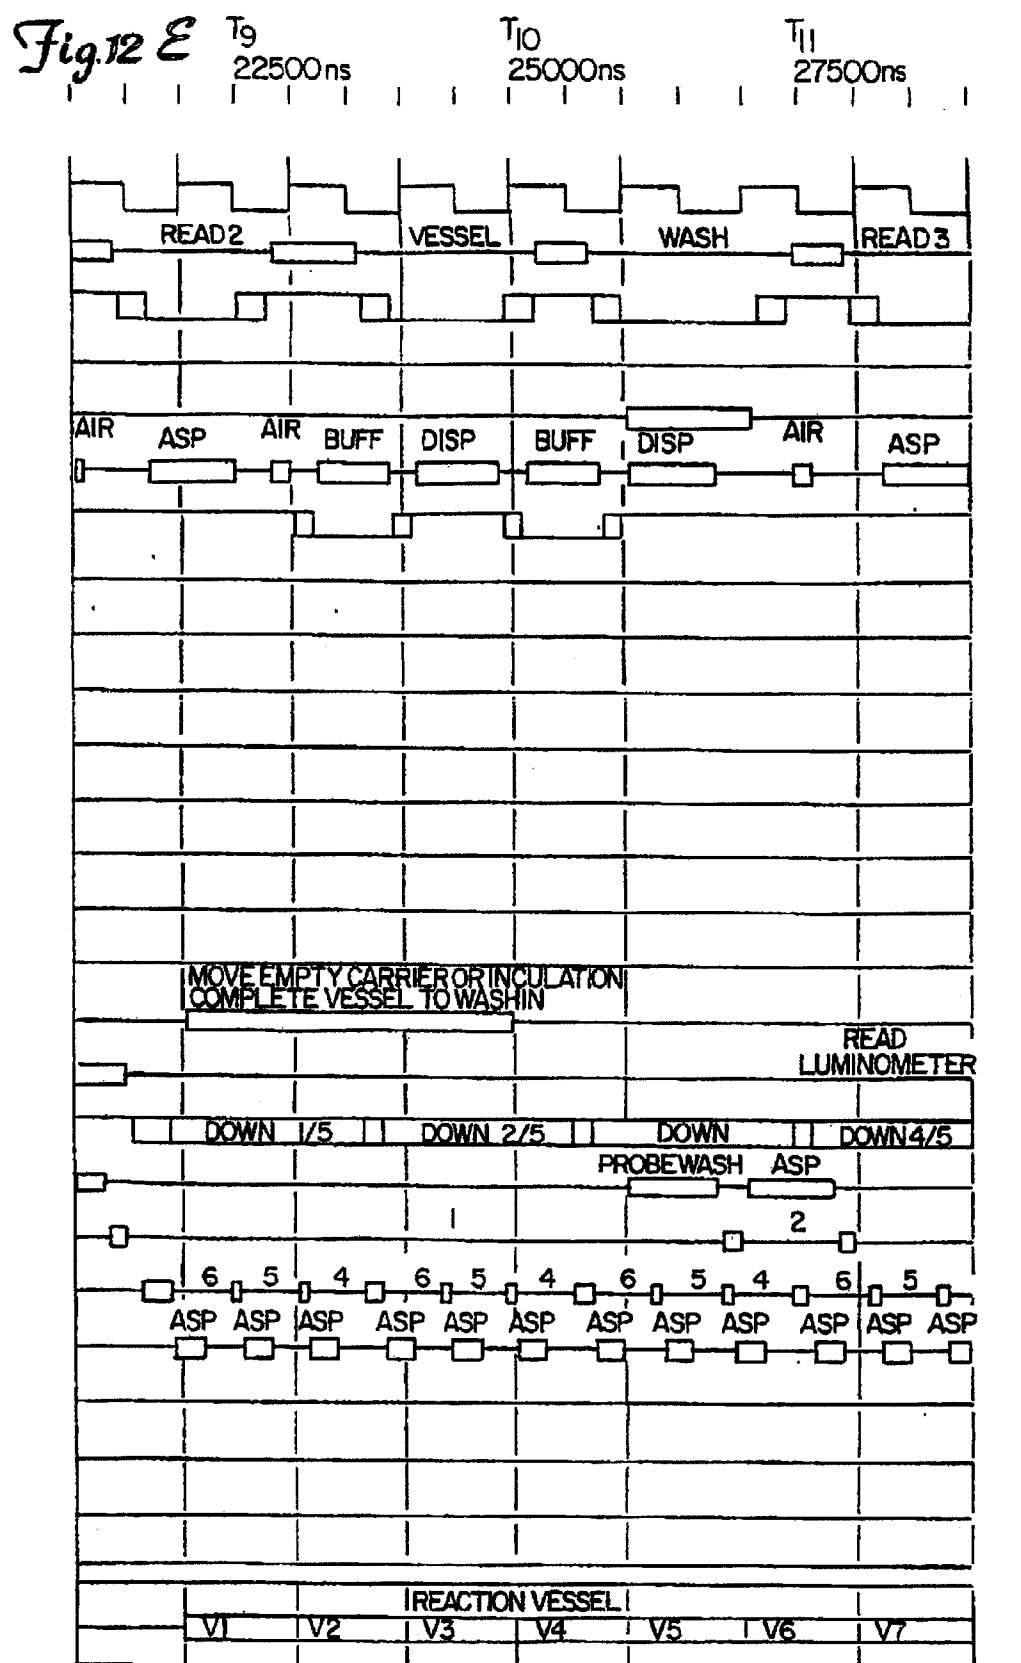 Fig. 12 E
T9 T10 T11
22500ns 25000ns 27500ns
READ 2 VESSEL WASH READ 3
AIR ASP AIR BUFF DISP BUFF DISP AIR ASP
MOVE EMPTY CARRIER OR INCULATION
COMPLETE VESSEL TO WASHIN
READ
LUMINOMETER
DOWN 1/5 DOWN 2/5 DOWN DOWN 4/5
PROBE WASH ASP
1 2
6 5 4 6 5 4 6 5 4 6 5
ASP ASP ASP ASP ASP ASP ASP ASP ASP ASP ASP ASP
REACTION VESSEL
V1 V2 V3 V4 V5 V6 V7